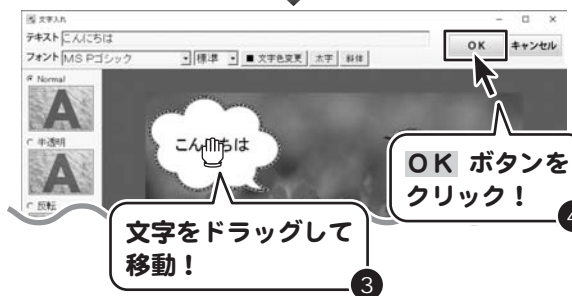 文字入れ
テキスト こんにちは
フォント MS Pゴシック 標準 ■ 文字色変更 太字 斜体
OK キャンセル
Normal
A
半透明
A
反転
こんにちは
OK ボタンを
クリック！
4
文字をドラッグして
移動！
3